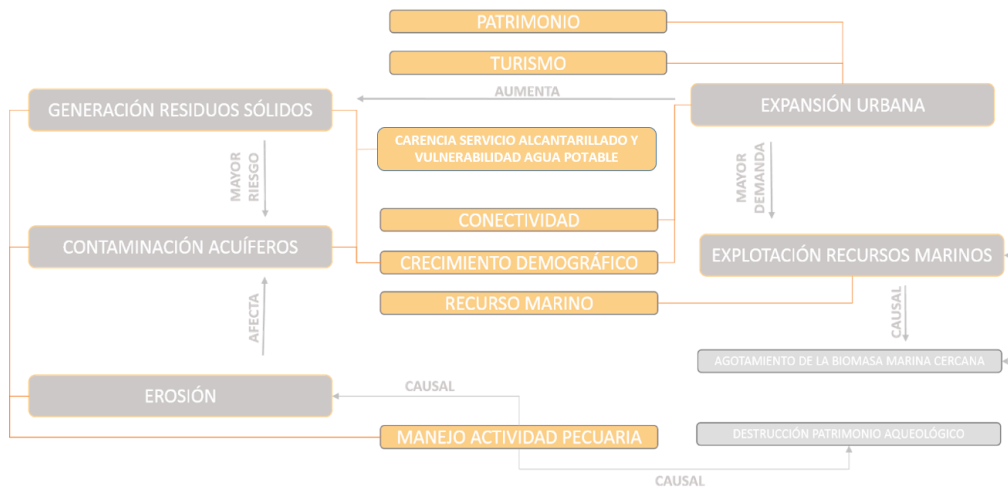 PATRIMONIO
TURISMO
AUMENTA
GENERACIÓN RESIDUOS SÓLIDOS
EXPANSIÓN URBANA
CARENCIA SERVICIO ALCANTARILLADO Y
VULNERABILIDAD AGUA POTABLE
MAYOR
RIESGO
MAYOR
DEMANDA
CONECTIVIDAD
CONTAMINACIÓN ACUÍFEROS
CRECIMIENTO DEMOGRÁFICO
EXPLOTACIÓN RECURSOS MARINOS
RECURSO MARINO
AFECTA
CAUSAL
AGOTAMIENTO DE LA BIOMASA MARINA CERCANA
CAUSAL
EROSIÓN
MANEJO ACTIVIDAD PECUARIA
DESTRUCCIÓN PATRIMONIO AQUEOLÓGICO
CAUSAL